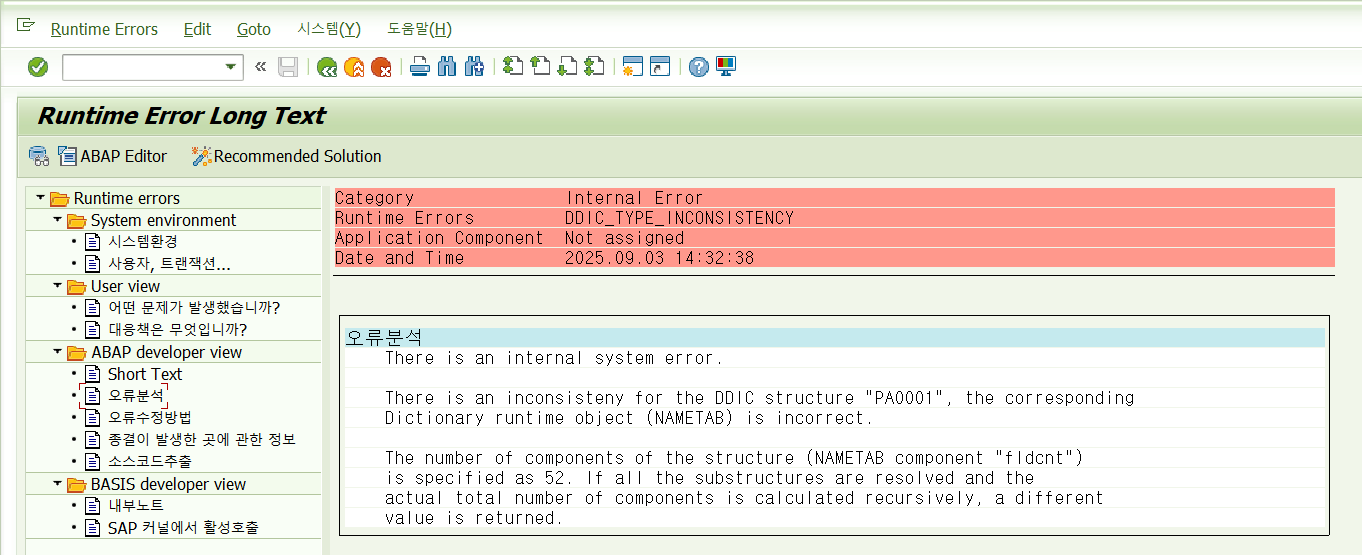 Runtime Errors Edit Goto 시스템(Y) 도움말(H)
Runtime Error Long Text
ABAP Editor Recommended Solution
Runtime errors
System environment
시스템환경
사용자, 트랜잭션...
User view
어떤 문제가 발생했습니까?
대응책은 무엇입니까?
ABAP developer view
Short Text
오류분석
오류수정방법
종결이 발생한 곳에 관한 정보
소스코드추출
BASIS developer view
내부노트
SAP 커널에서 활성호출
Category Internal Error
Runtime Errors DDIC_TYPE_INCONSISTENCY
Application Component Not assigned
Date and Time 2025.09.03 14:32:38
오류분석
There is an internal system error.
There is an inconsisteny for the DDIC structure "PA0001", the corresponding
Dictionary runtime object (NAMETAB) is incorrect.
The number of components of the structure (NAMETAB component "fldcnt")
is specified as 52. If all the substructures are resolved and the
actual total number of components is calculated recursively, a different
value is returned.